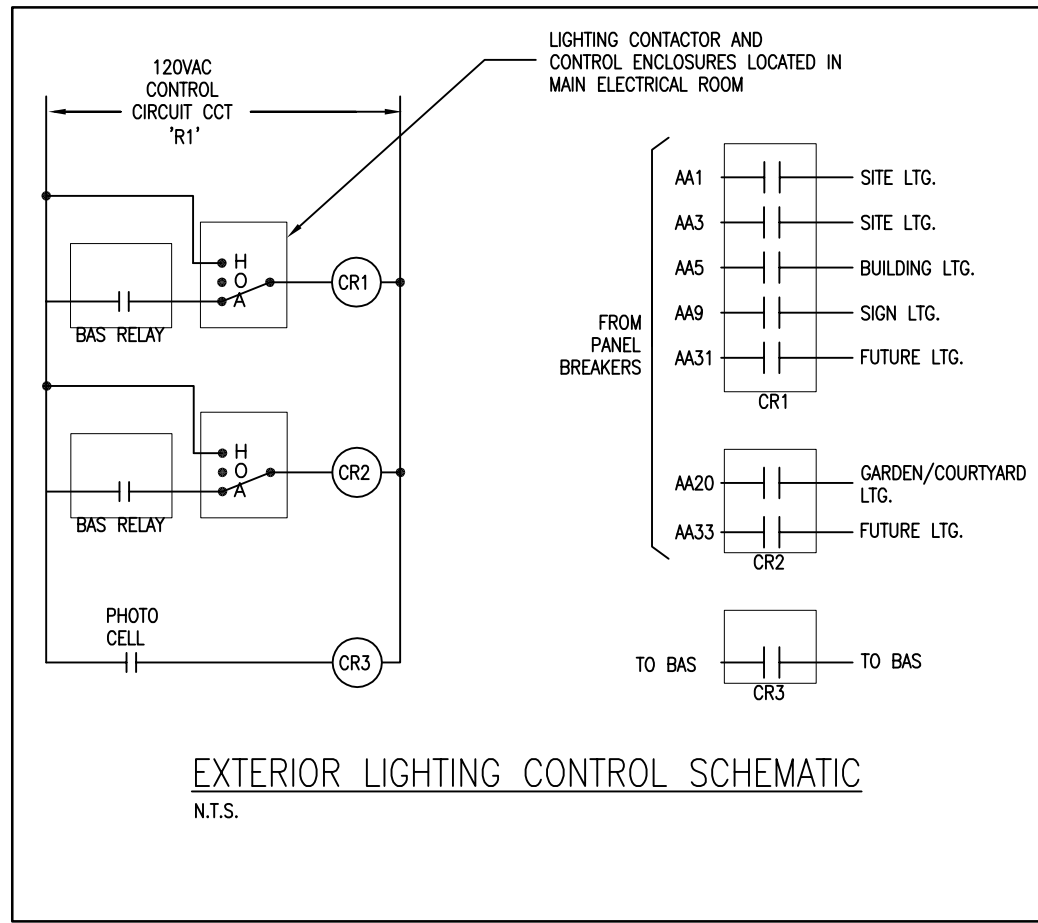 120VAC
CONTROL
CIRCUIT CCT
'R1'
LIGHTING CONTACTOR AND
CONTROL ENCLOSURES LOCATED IN
MAIN ELECTRICAL ROOM
H
O
A
CR1
BAS RELAY
H
O
A
CR2
BAS RELAY
PHOTO
CELL
CR3
FROM
PANEL
BREAKERS
AA1 SITE LTG.
AA3 SITE LTG.
AA5 BUILDING LTG.
AA9 SIGN LTG.
AA31 FUTURE LTG.
CR1
AA20 GARDEN/COURTYARD
LTG.
AA33 FUTURE LTG.
CR2
TO BAS TO BAS
CR3
EXTERIOR LIGHTING CONTROL SCHEMATIC
N.T.S.